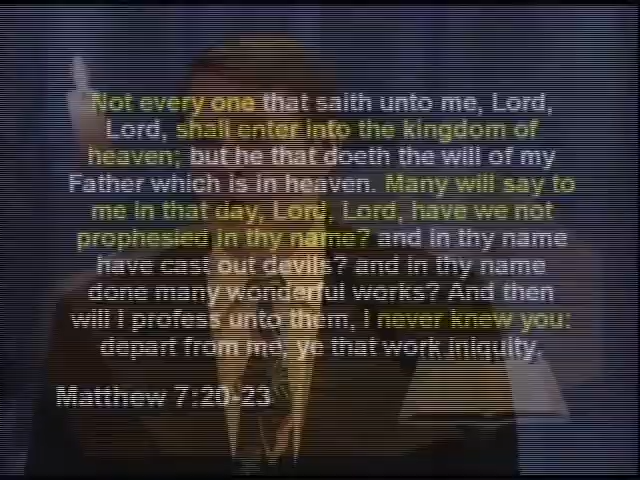 Not every one that saith unto me, Lord,
Lord, shall enter into the kingdom of
heaven; but he that doeth the will of my
Father which is in heaven. Many will say to
me in that day, Lord, Lord, have we not
prophesied in thy name? and in thy name
have cast out devils? and in thy name
done many wonderful works? And then
will I profess unto them, I never knew you:
depart from me, ye that work iniquity.
Matthew 7:20-23